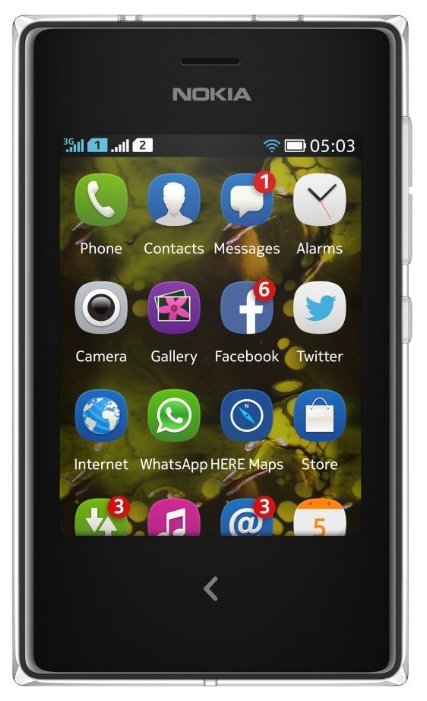 NOKIA
3G 1 2 05:03
1
Phone Contacts Messages Alarms
6
Camera Gallery Facebook Twitter
N
Internet WhatsApp HERE Maps Store
3 3
@ 5